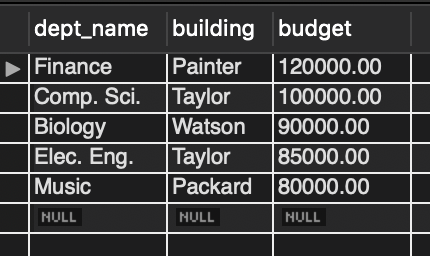 dept_name building budget
Finance Painter 120000.00
Comp. Sci. Taylor 100000.00
Biology Watson 90000.00
Elec. Eng. Taylor 85000.00
Music Packard 80000.00
NULL NULL NULL